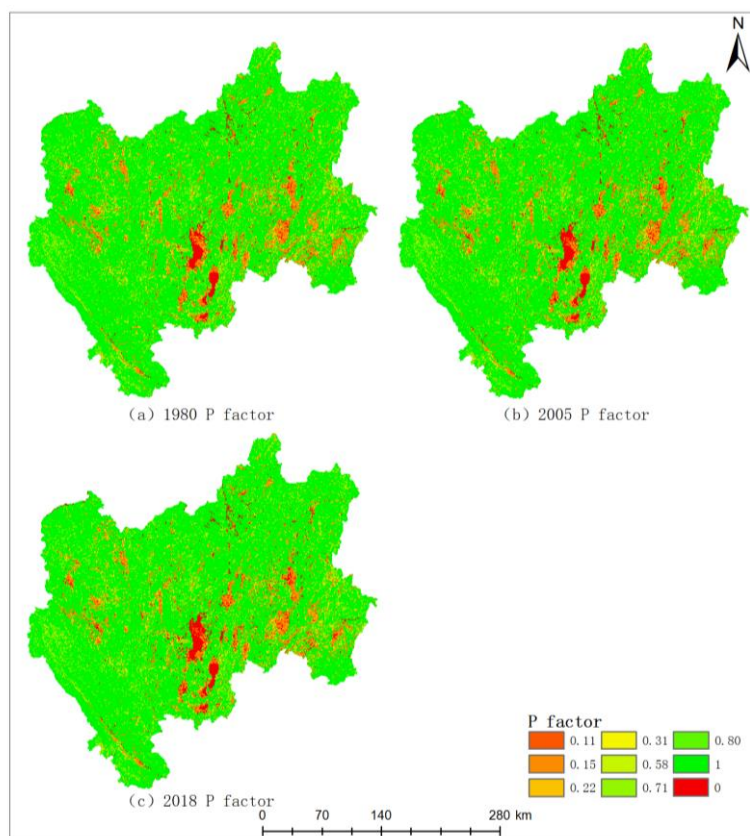 N
(a) 1980 P factor
(b) 2005 P factor
(c) 2018 P factor
P factor
0.11 0.31 0.80
0.15 0.58 1
0.22 0.71 0
0 70 140 280 km